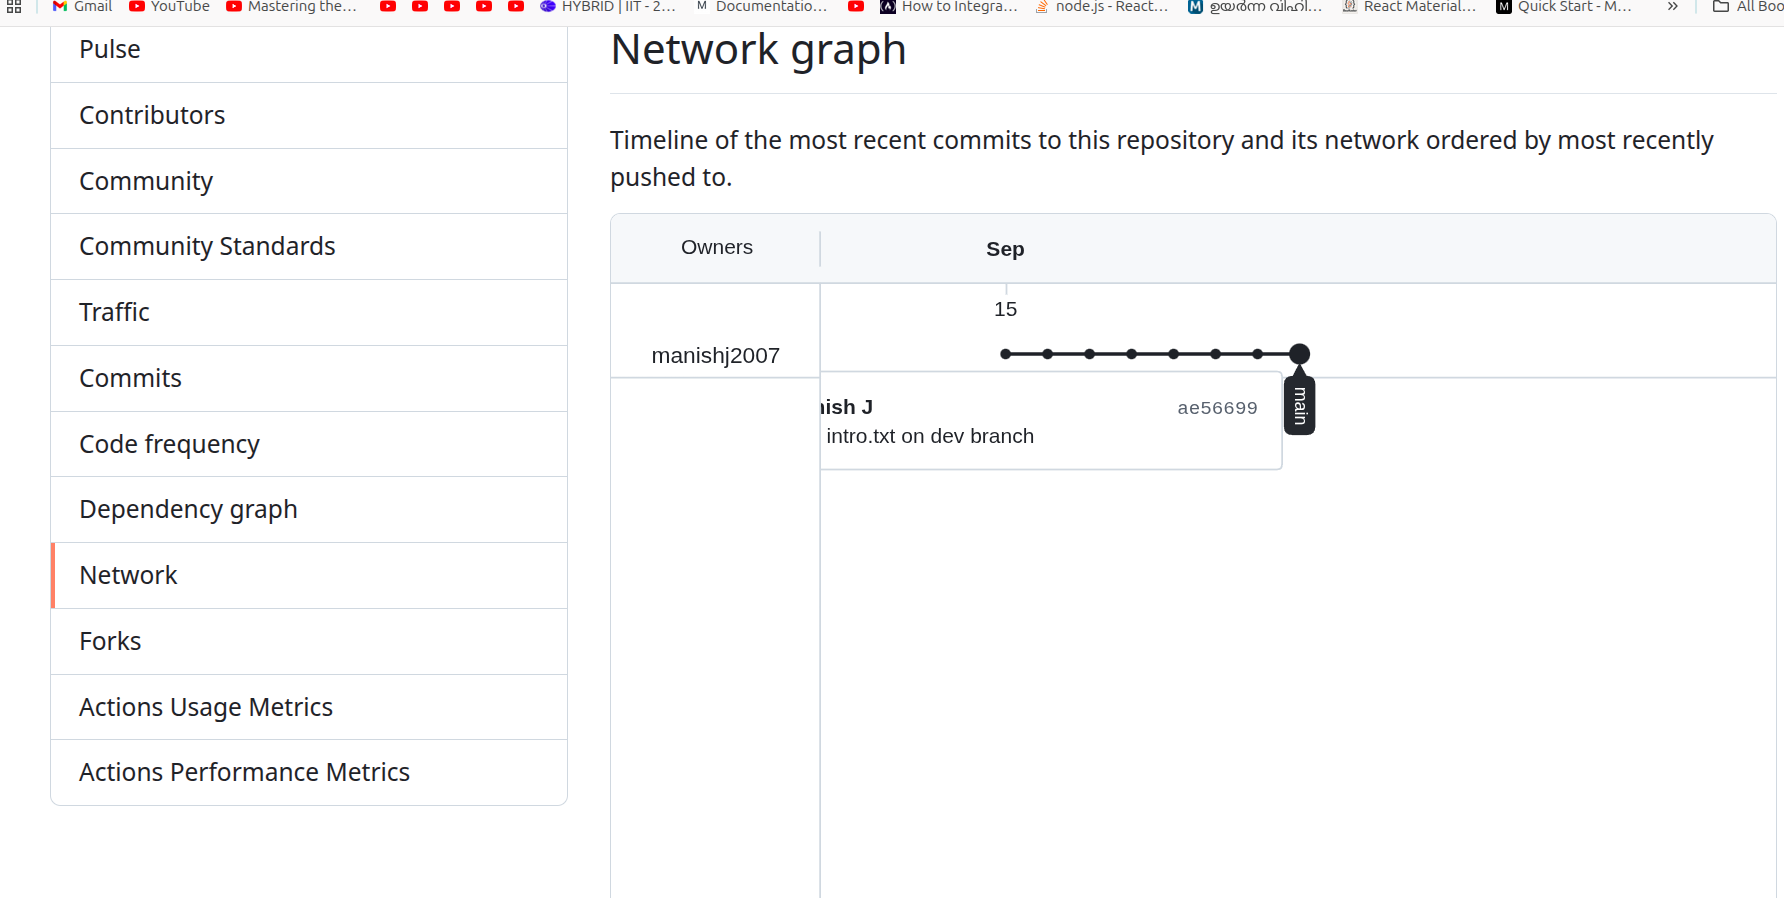 Gmail
YouTube
Mastering the...
HYBRID | IIT - 2...
M Documentatio...
How to Integra...
node.js - React...
M ഉയർന്ന വിഹി...
React Material...
M Quick Start - M...
»
All Boo
Pulse
Contributors
Community
Community Standards
Traffic
Commits
Code frequency
Dependency graph
Network
Forks
Actions Usage Metrics
Actions Performance Metrics
Network graph
Timeline of the most recent commits to this repository and its network ordered by most recently
pushed to.
Owners
Sep
15
manishj2007
nish J
ae56699
intro.txt on dev branch
main